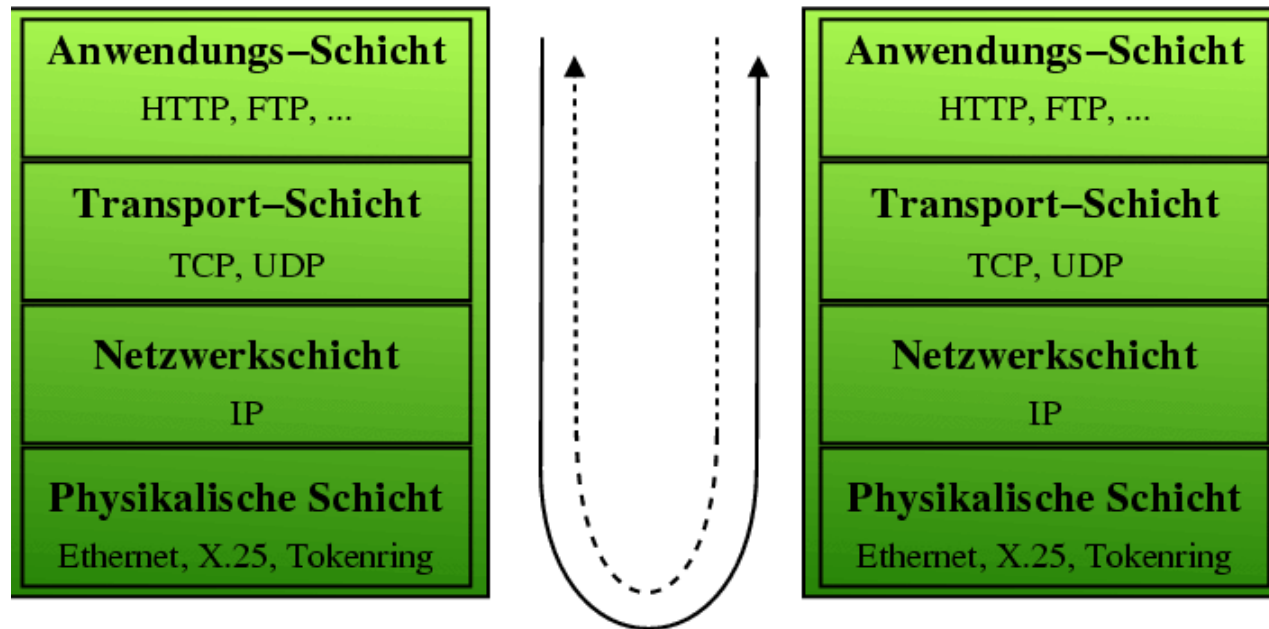 Anwendungs–Schicht
HTTP, FTP, ...
Transport–Schicht
TCP, UDP
Netzwerkschicht
IP
Physikalische Schicht
Ethernet, X.25, Tokenring
Anwendungs–Schicht
HTTP, FTP, ...
Transport–Schicht
TCP, UDP
Netzwerkschicht
IP
Physikalische Schicht
Ethernet, X.25, Tokenring